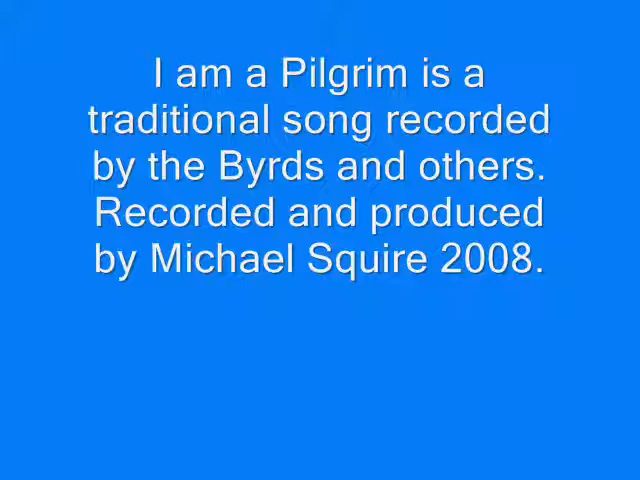 I am a Pilgrim is a
traditional song recorded
by the Byrds and others.
Recorded and produced
by Michael Squire 2008.